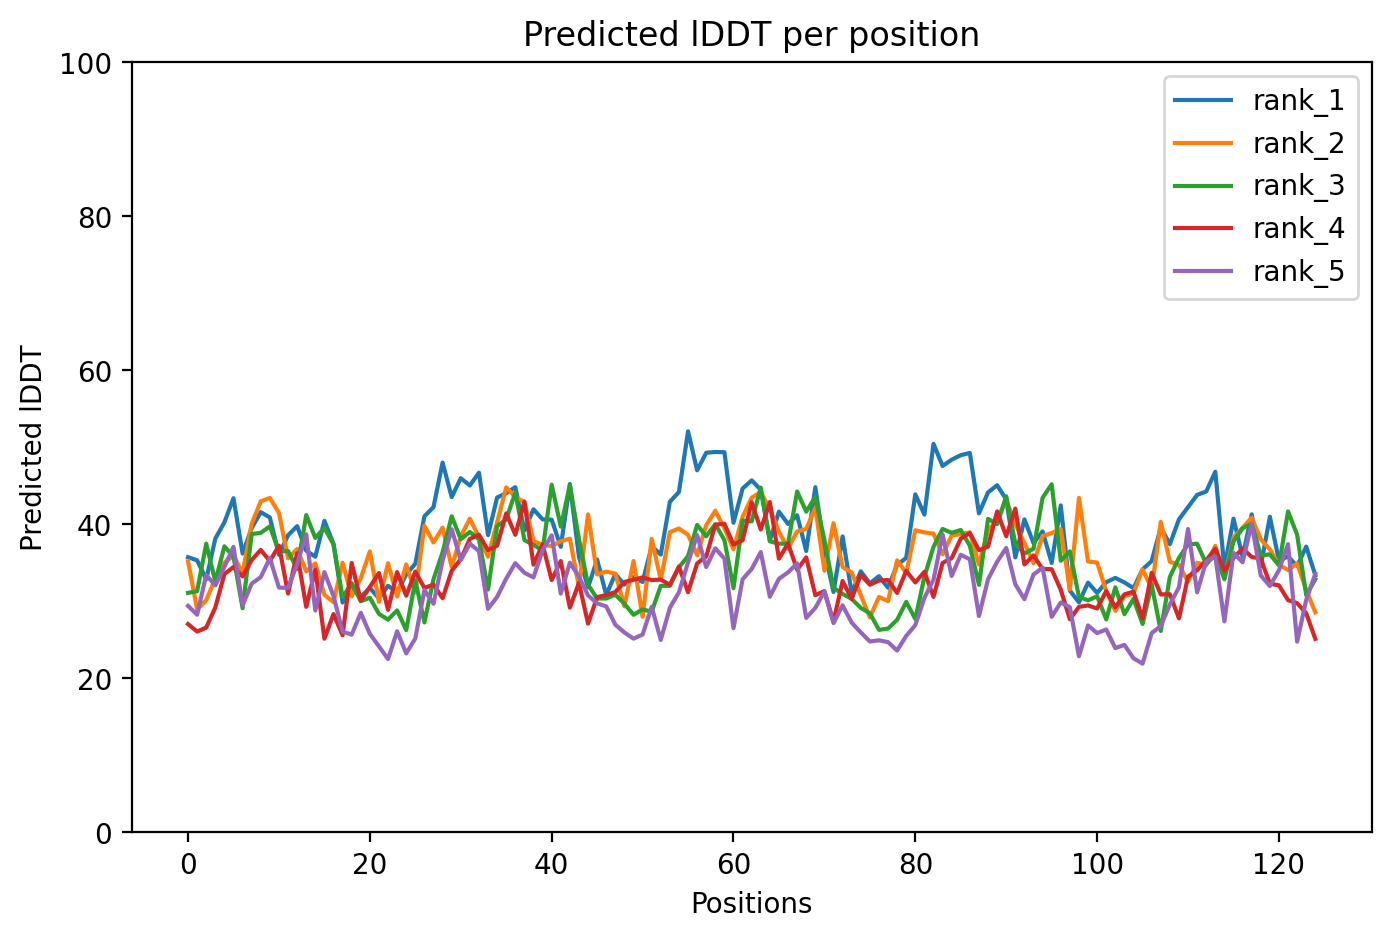 Predicted lDDT per position
100
80
60
40
20
0
Predicted lDDT
rank_1
rank_2
rank_3
rank_4
rank_5
0 20 40 60 80 100 120
Positions